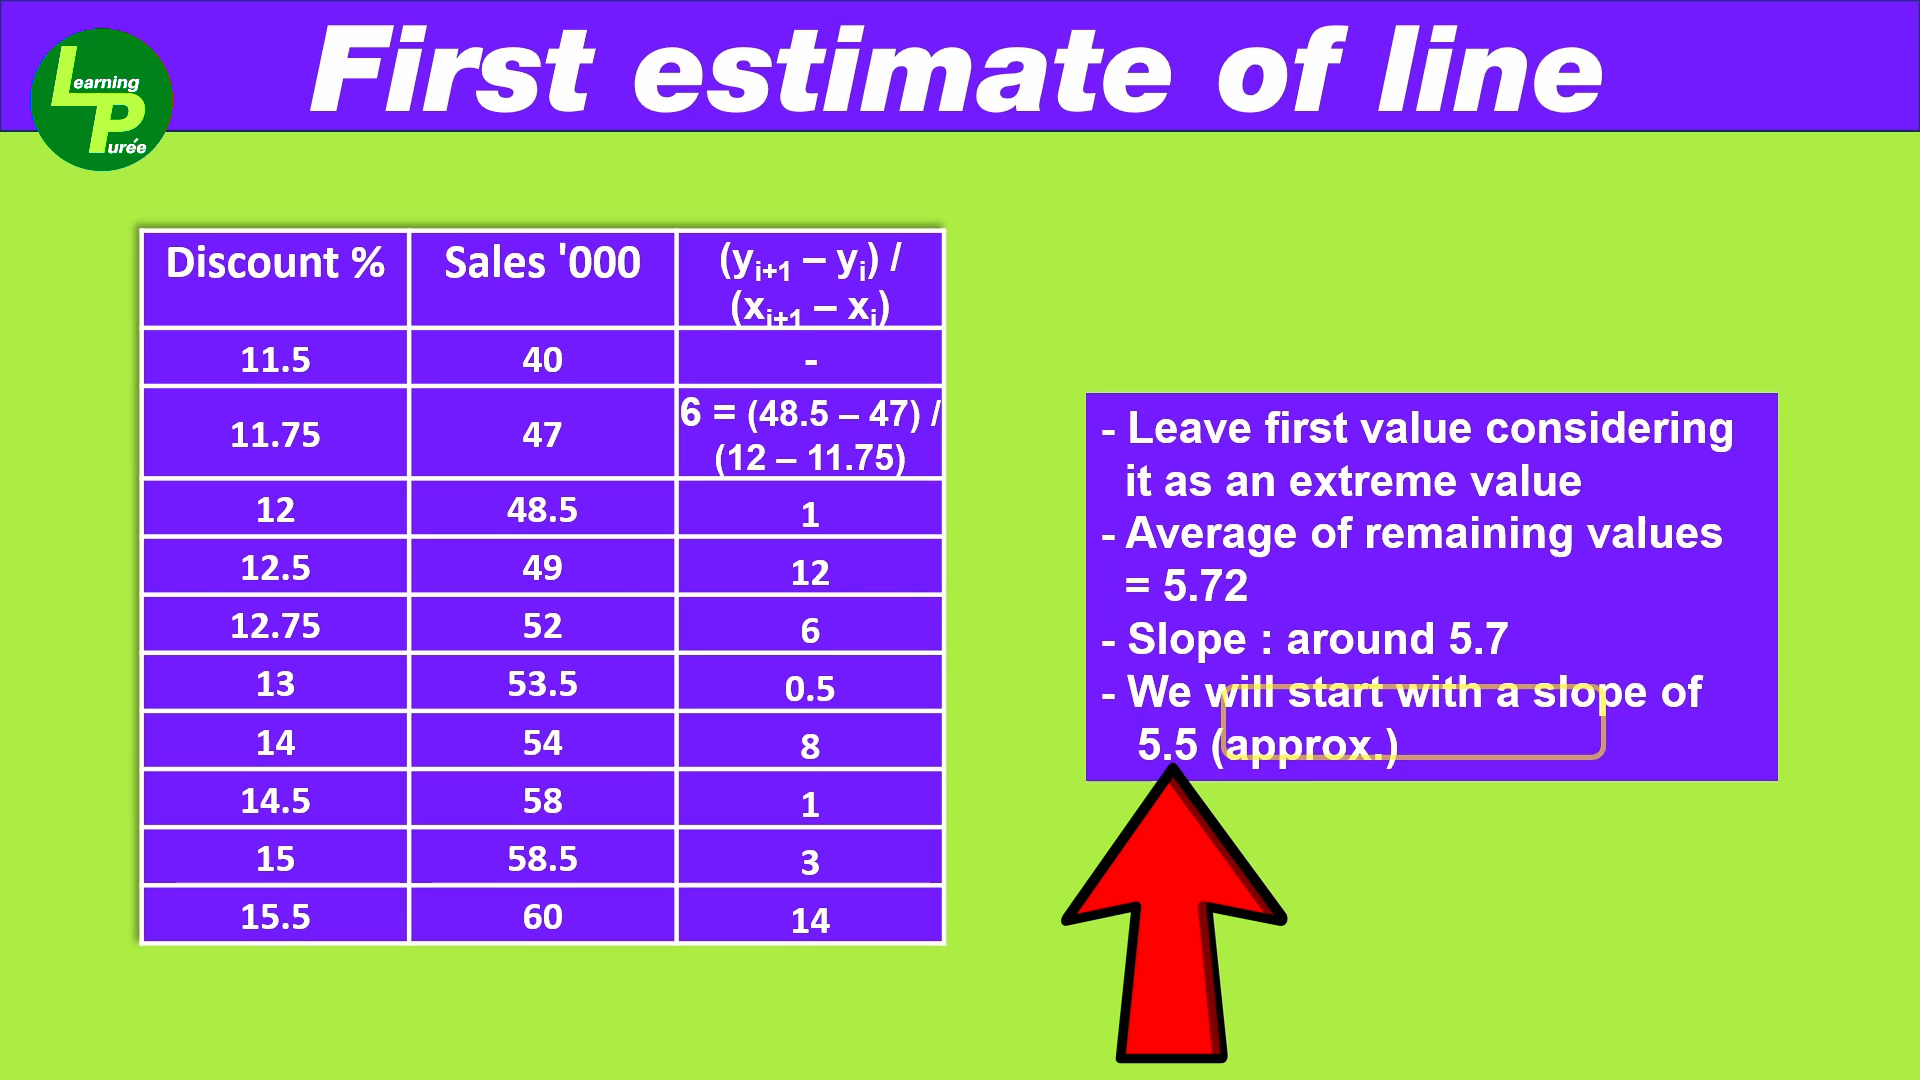 First estimate of line
Learning
Purée
Discount % Sales '000 (yi+1 – yi) /
(xi+1 – xi)
11.5 40 -
11.75 47 6 = (48.5 – 47) /
(12 – 11.75)
12 48.5 1
12.5 49 12
12.75 52 6
13 53.5 0.5
14 54 8
14.5 58 1
15 58.5 3
15.5 60 14
- Leave first value considering
it as an extreme value
- Average of remaining values
= 5.72
- Slope : around 5.7
- We will start with a slope of
5.5 (approx.)